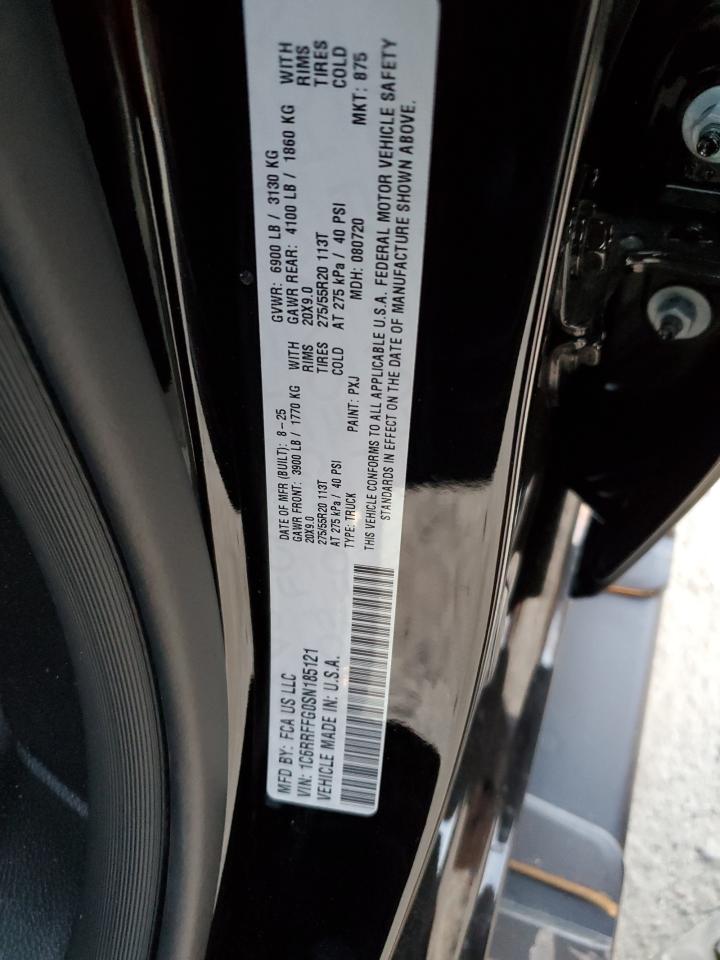 MFD BY: FCA US LLC
VIN: 1C6RRFFG0SN185121
VEHICLE MADE IN: U.S.A.
DATE OF MFR (BUILT): 8-25 GVWR: 6900 LB / 3130 KG
GAWR FRONT: 3900 LB / 1770 KG WITH GAWR REAR: 4100 LB / 1860 KG WITH
20X9.0 RIMS 20X9.0 RIMS
275/55R20 113T TIRES 275/55R20 113T TIRES
AT 275 kPa / 40 PSI COLD AT 275 kPa / 40 PSI COLD
TYPE: TRUCK PAINT: PXJ MDH: 080720 MKT: 875
THIS VEHICLE CONFORMS TO ALL APPLICABLE U.S.A. FEDERAL MOTOR VEHICLE SAFETY
STANDARDS IN EFFECT ON THE DATE OF MANUFACTURE SHOWN ABOVE.